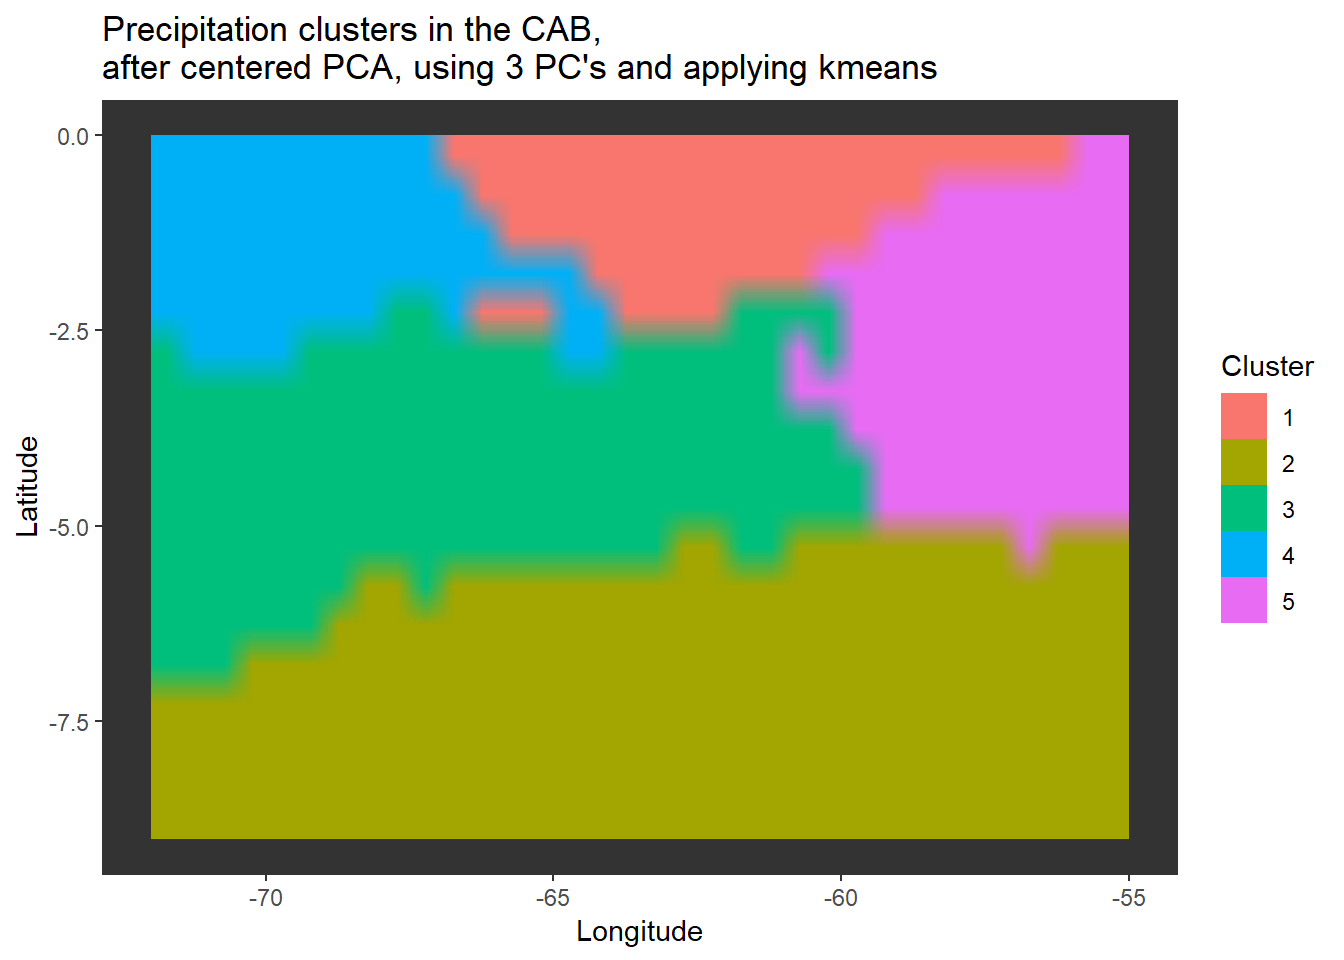 Precipitation clusters in the CAB,
after centered PCA, using 3 PC's and applying kmeans
0.0
-2.5
-5.0
-7.5
Latitude
-70
-65
-60
-55
Longitude
Cluster
1
2
3
4
5